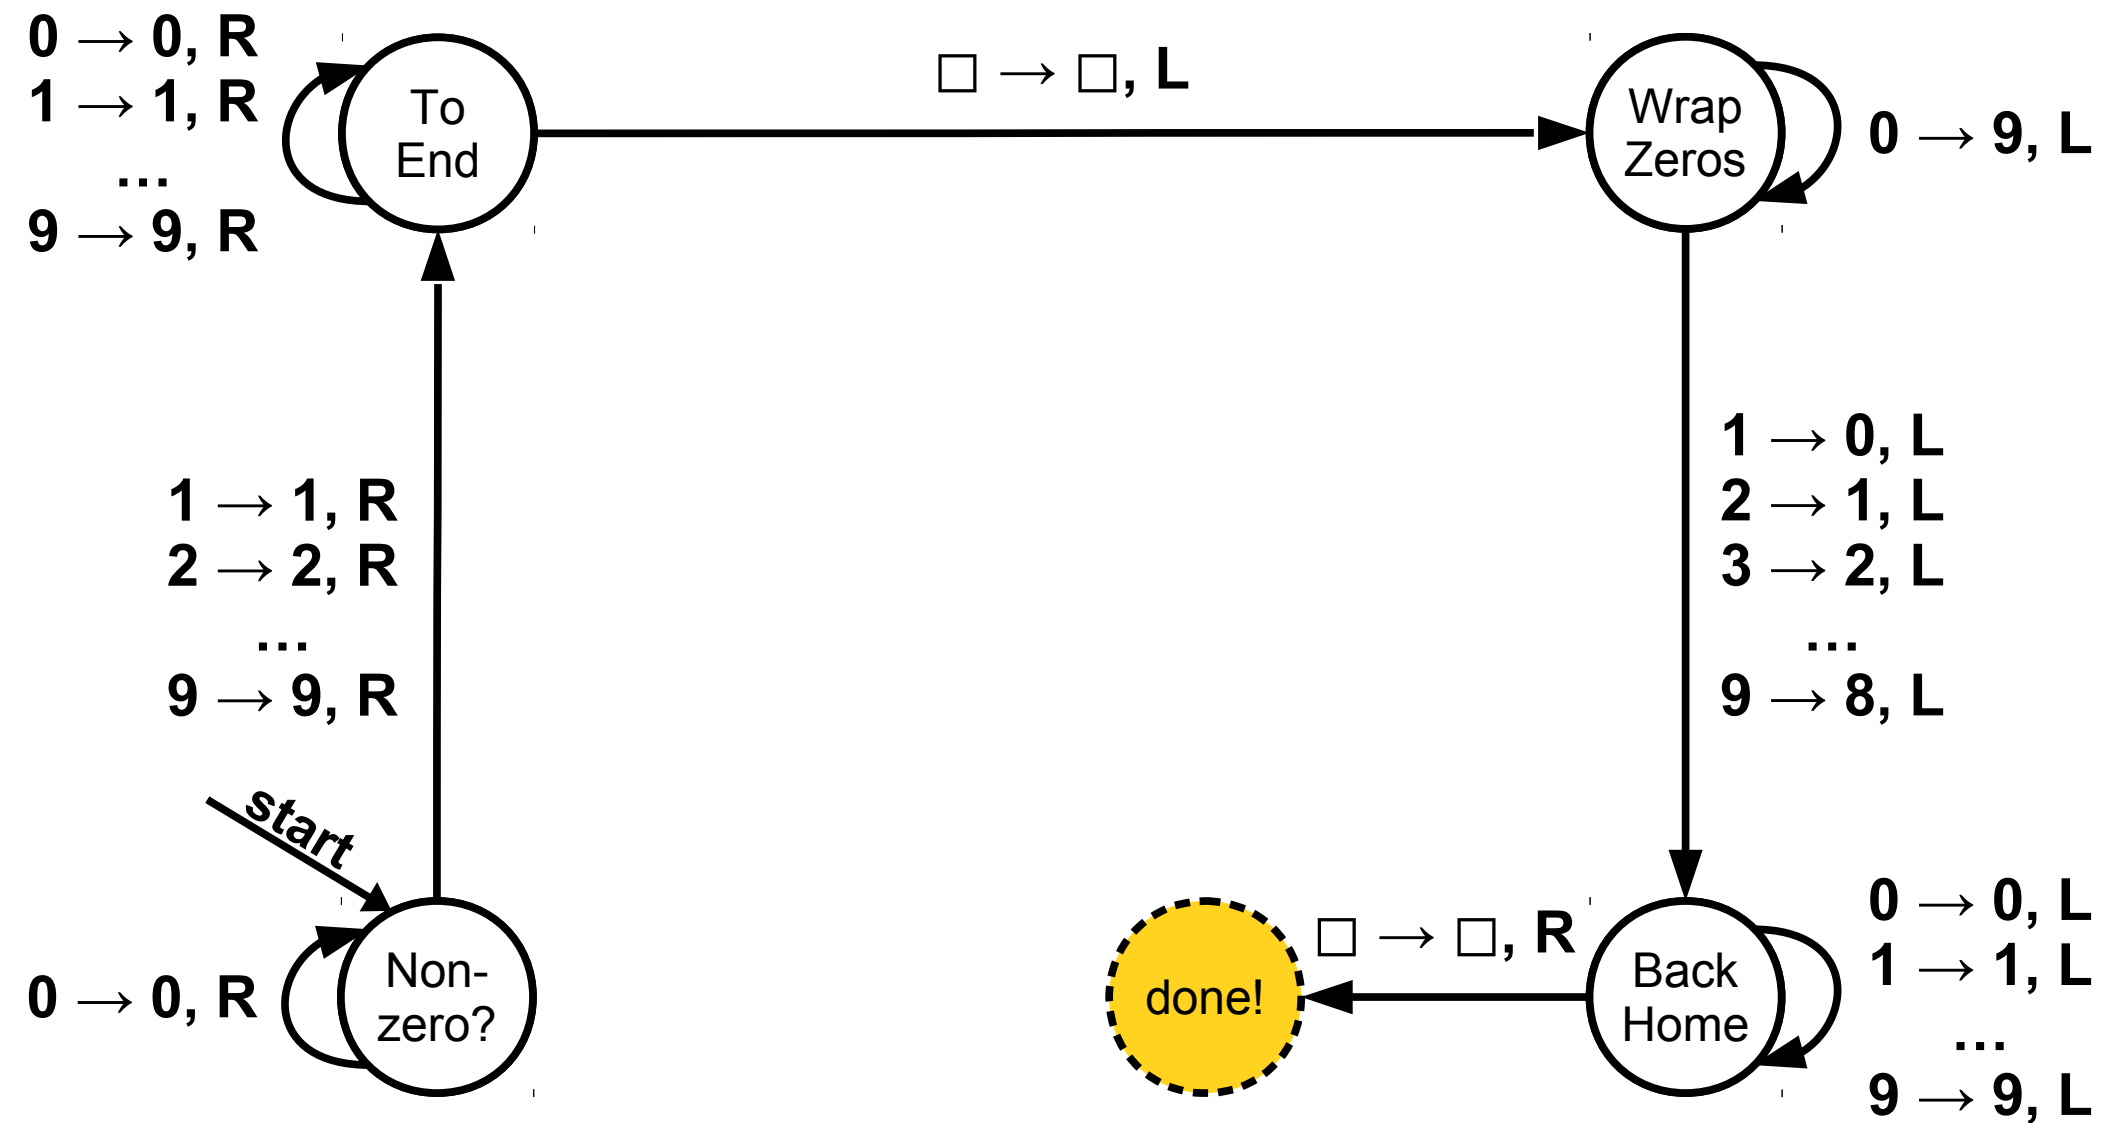 0 → 0, R
1 → 1, R
…
9 → 9, R
To
End
□ → □, L
Wrap
Zeros
0 → 9, L
1 → 1, R
2 → 2, R
…
9 → 9, R
1 → 0, L
2 → 1, L
3 → 2, L
…
9 → 8, L
start
0 → 0, R
Non-
zero?
done!
□ → □, R
Back
Home
0 → 0, L
1 → 1, L
…
9 → 9, L